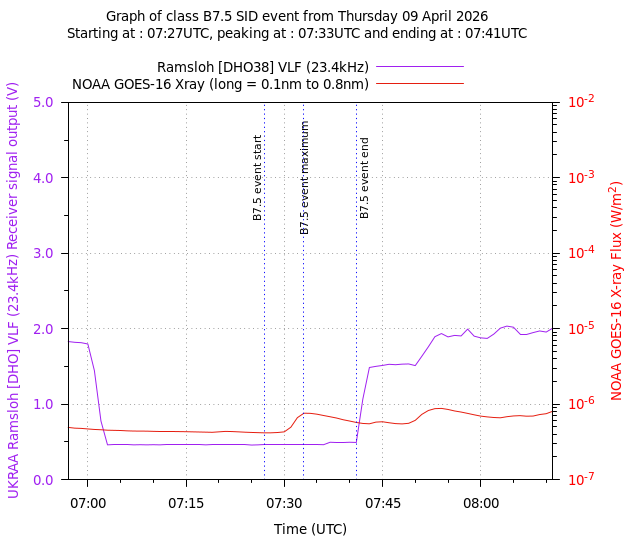 Graph of class B7.5 SID event from Thursday 09 April 2026
Starting at : 07:27UTC, peaking at : 07:33UTC and ending at : 07:41UTC
Ramsloh [DHO38] VLF (23.4kHz)
NOAA GOES-16 Xray (long = 0.1nm to 0.8nm)
UKRAA Ramsloh [DHO] VLF (23.4kHz) Receiver signal output (V)
5.0
4.0
3.0
2.0
1.0
0.0
B7.5 event start
B7.5 event maximum
B7.5 event end
10-2
10-3
10-4
10-5
10-6
10-7
NOAA GOES-16 X-ray Flux (W/m²)
07:00
07:15
07:30
07:45
08:00
Time (UTC)